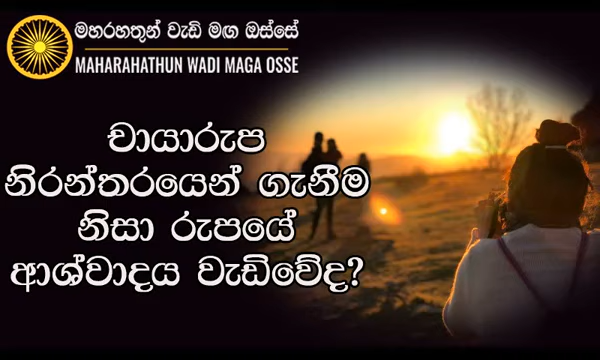 මහරහතුන් වැඩි මඟ ඔස්සේ
MAHARAHATHUN WADI MAGA OSSE
චායාරුප
නිරන්තරයෙන් ගැනීම
නිසා රුපයේ
ආශ්වාදය වැඩිවේද?